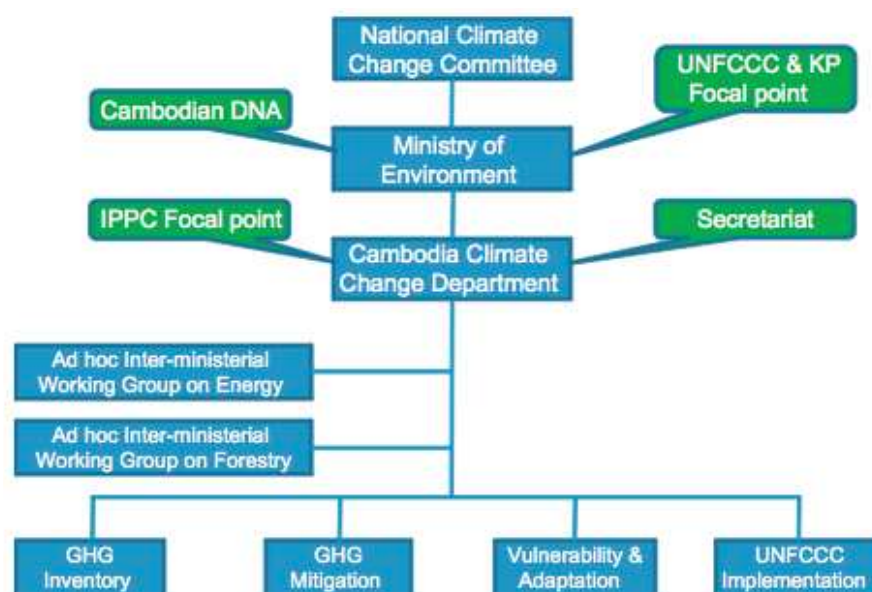 National Climate
Change Committee
UNFCCC & KP
Focal point
Cambodian DNA
Ministry of
Environment
IPPC Focal point
Secretariat
Cambodia Climate
Change Department
Ad hoc Inter-ministerial
Working Group on Energy
Ad hoc Inter-ministerial
Working Group on Forestry
GHG
Inventory
GHG
Mitigation
Vulnerability &
Adaptation
UNFCCC
Implementation